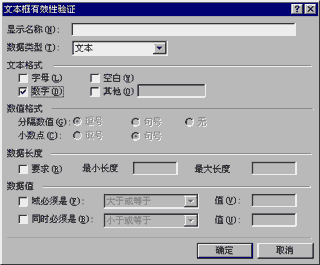 文本框有效性验证
显示名称(N):
数据类型(T): 文本
文本格式
字母(L) 空白(Y)
数字(D) 其他(O)
数值格式
分隔数值(G): 逗号 句号 无
小数点(C): 逗号 句号
数据长度
要求(R) 最小长度 最大长度
数据值
域必须是(F): 大于或等于 值(V):
同时必须是(B): 小于或等于 值(U):
确定 取消